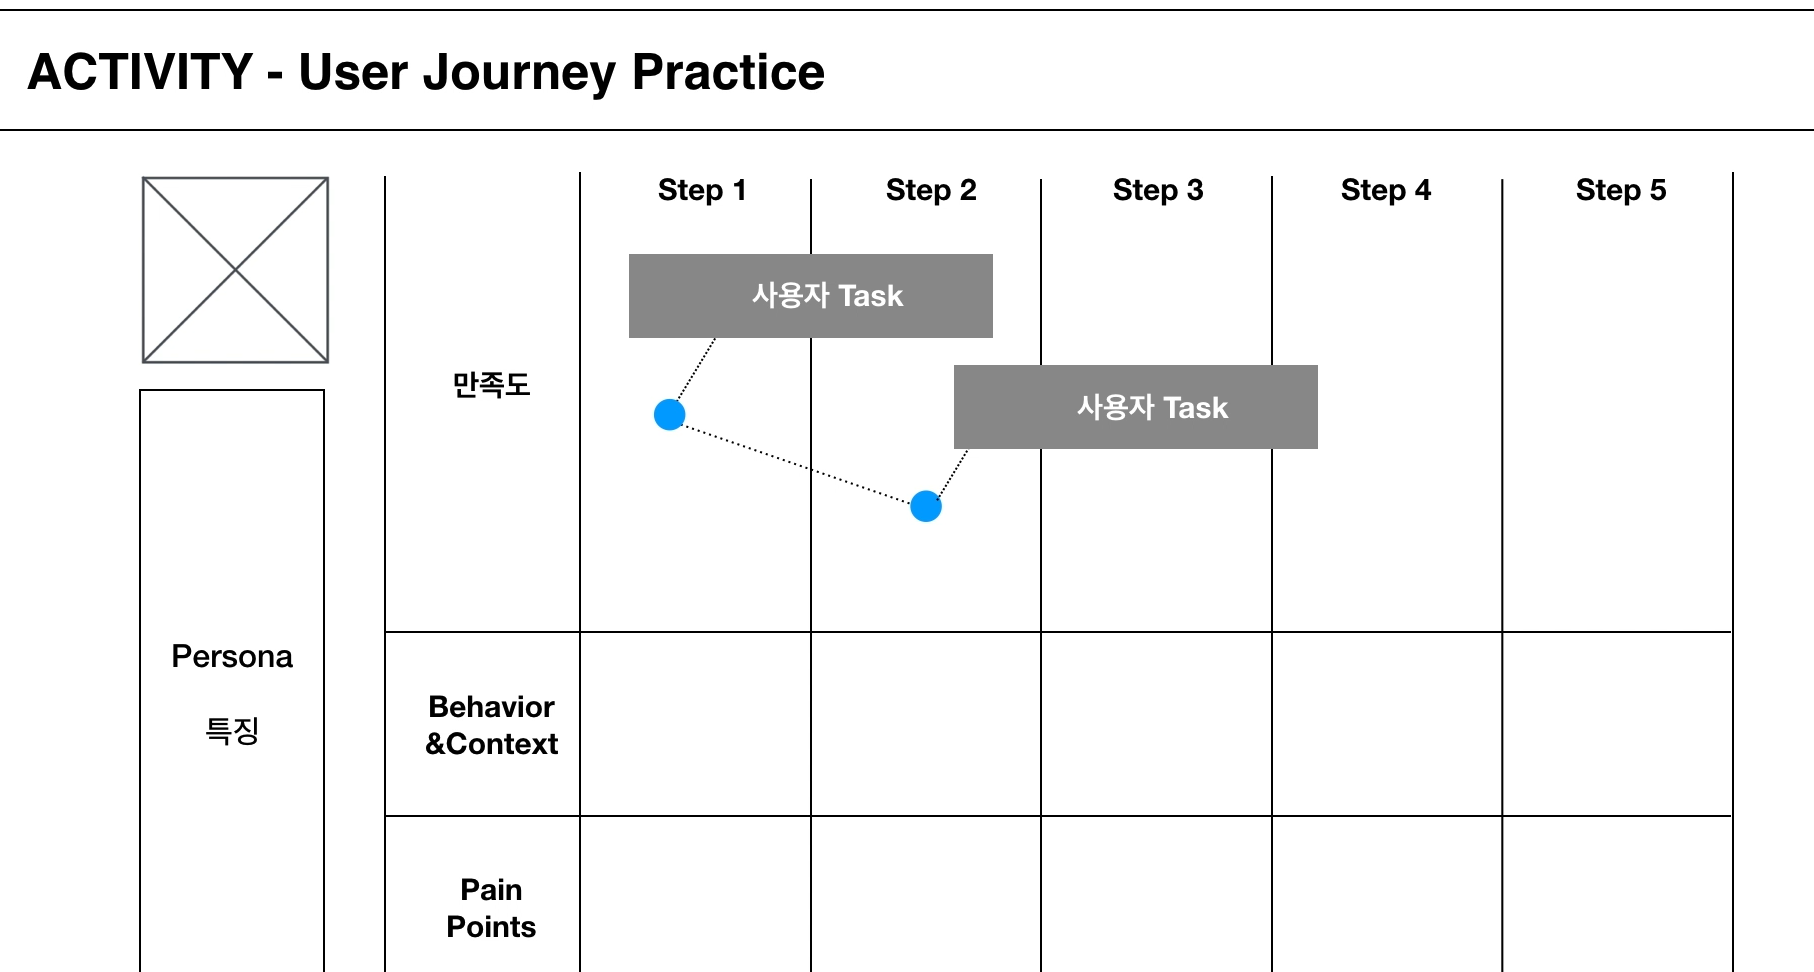 ACTIVITY - User Journey Practice
Step 1
Step 2
Step 3
Step 4
Step 5
사용자 Task
사용자 Task
만족도
Persona
특징
Behavior
&Context
Pain
Points